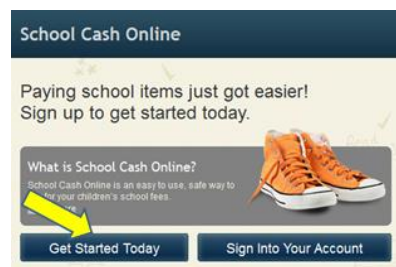 School Cash Online
Paying school items just got easier!
Sign up to get started
today.
What is School Cash Online?
School Cash Online is an easy to use, safe way to
for your children's school fees.
Get Started Today
Sign Into Your Account